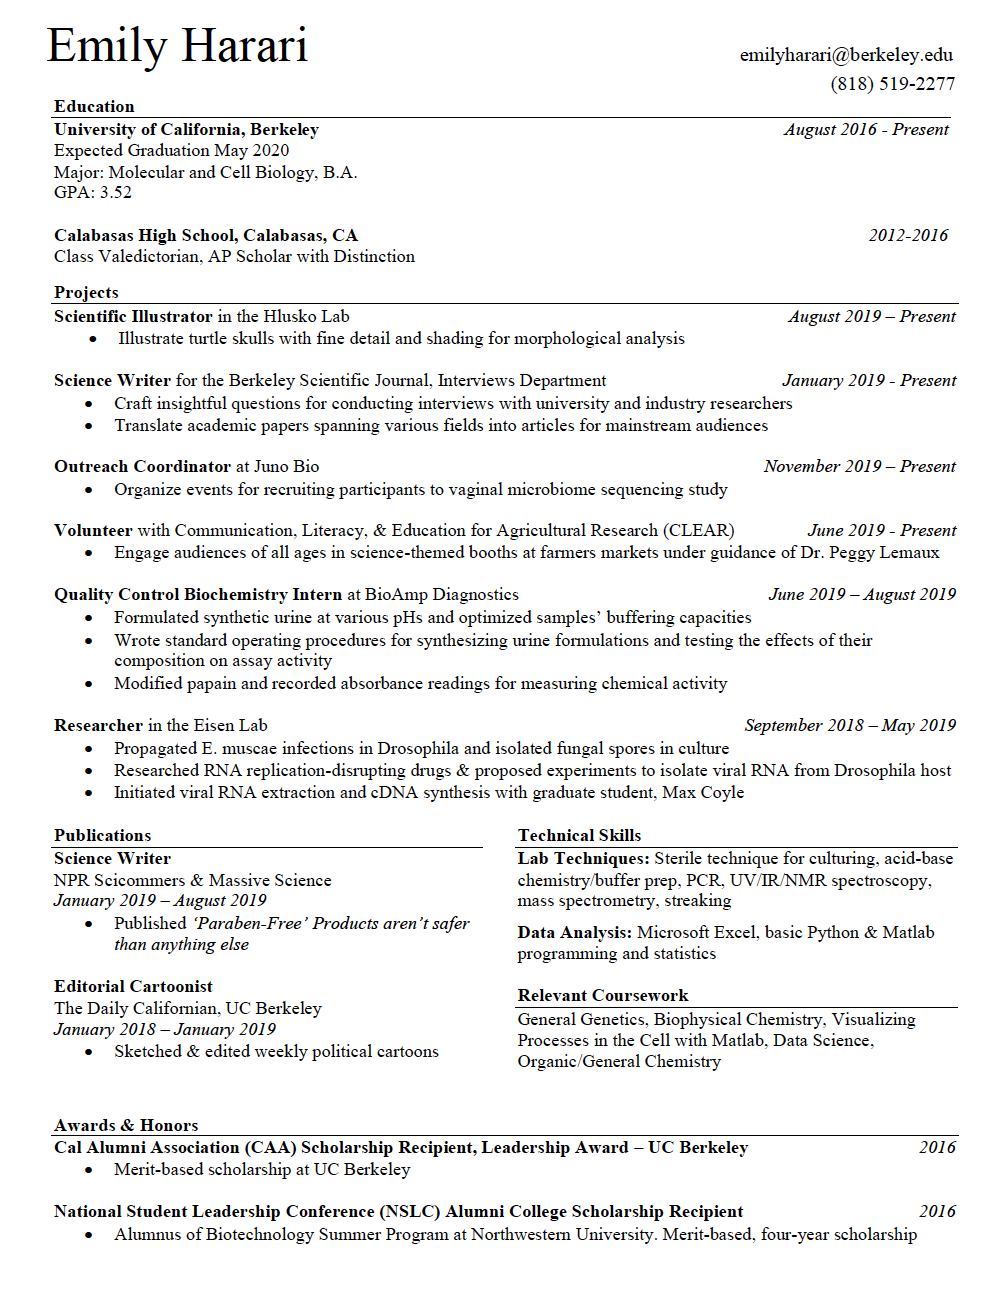 Emily Harari
emilyharari@berkeley.edu
(818) 519-2277
Education
University of California, Berkeley August 2016 - Present
Expected Graduation May 2020
Major: Molecular and Cell Biology, B.A.
GPA: 3.52
Calabasas High School, Calabasas, CA 2012-2016
Class Valedictorian, AP Scholar with Distinction
Projects
Scientific Illustrator in the Hlusko Lab August 2019 – Present
• Illustrate turtle skulls with fine detail and shading for morphological analysis
Science Writer for the Berkeley Scientific Journal, Interviews Department January 2019 - Present
• Craft insightful questions for conducting interviews with university and industry researchers
• Translate academic papers spanning various fields into articles for mainstream audiences
Outreach Coordinator at Juno Bio November 2019 – Present
• Organize events for recruiting participants to vaginal microbiome sequencing study
Volunteer with Communication, Literacy, & Education for Agricultural Research (CLEAR) June 2019 - Present
• Engage audiences of all ages in science-themed booths at farmers markets under guidance of Dr. Peggy Lemaux
Quality Control Biochemistry Intern at BioAmp Diagnostics June 2019 – August 2019
• Formulated synthetic urine at various pHs and optimized samples’ buffering capacities
• Wrote standard operating procedures for synthesizing urine formulations and testing the effects of their
composition on assay activity
• Modified papain and recorded absorbance readings for measuring chemical activity
Researcher in the Eisen Lab September 2018 – May 2019
• Propagated E. muscae infections in Drosophila and isolated fungal spores in culture
• Researched RNA replication-disrupting drugs & proposed experiments to isolate viral RNA from Drosophila host
• Initiated viral RNA extraction and cDNA synthesis with graduate student, Max Coyle
Publications
Science Writer
NPR Scicommers & Massive Science
January 2019 – August 2019
• Published ‘Paraben-Free’ Products aren’t safer
than anything else
Editorial Cartoonist
The Daily Californian, UC Berkeley
January 2018 – January 2019
• Sketched & edited weekly political cartoons
Technical Skills
Lab Techniques: Sterile technique for culturing, acid-base
chemistry/buffer prep, PCR, UV/IR/NMR spectroscopy,
mass spectrometry, streaking
Data Analysis: Microsoft Excel, basic Python & Matlab
programming and statistics
Relevant Coursework
General Genetics, Biophysical Chemistry, Visualizing
Processes in the Cell with Matlab, Data Science,
Organic/General Chemistry
Awards & Honors
Cal Alumni Association (CAA) Scholarship Recipient, Leadership Award – UC Berkeley 2016
• Merit-based scholarship at UC Berkeley
National Student Leadership Conference (NSLC) Alumni College Scholarship Recipient 2016
• Alumnus of Biotechnology Summer Program at Northwestern University. Merit-based, four-year scholarship